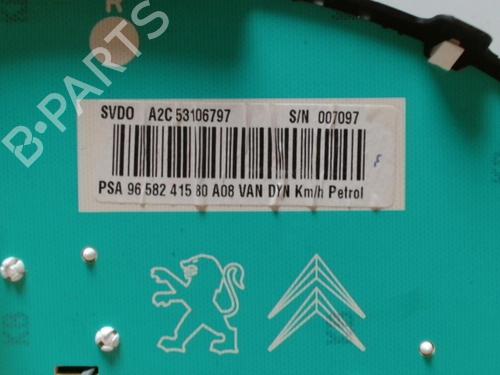 R
B-PARTS
SVDO A2C 53106797 S/N 007097
PSA 96 582 415 80 A08 VAN DYN Km/h Petrol